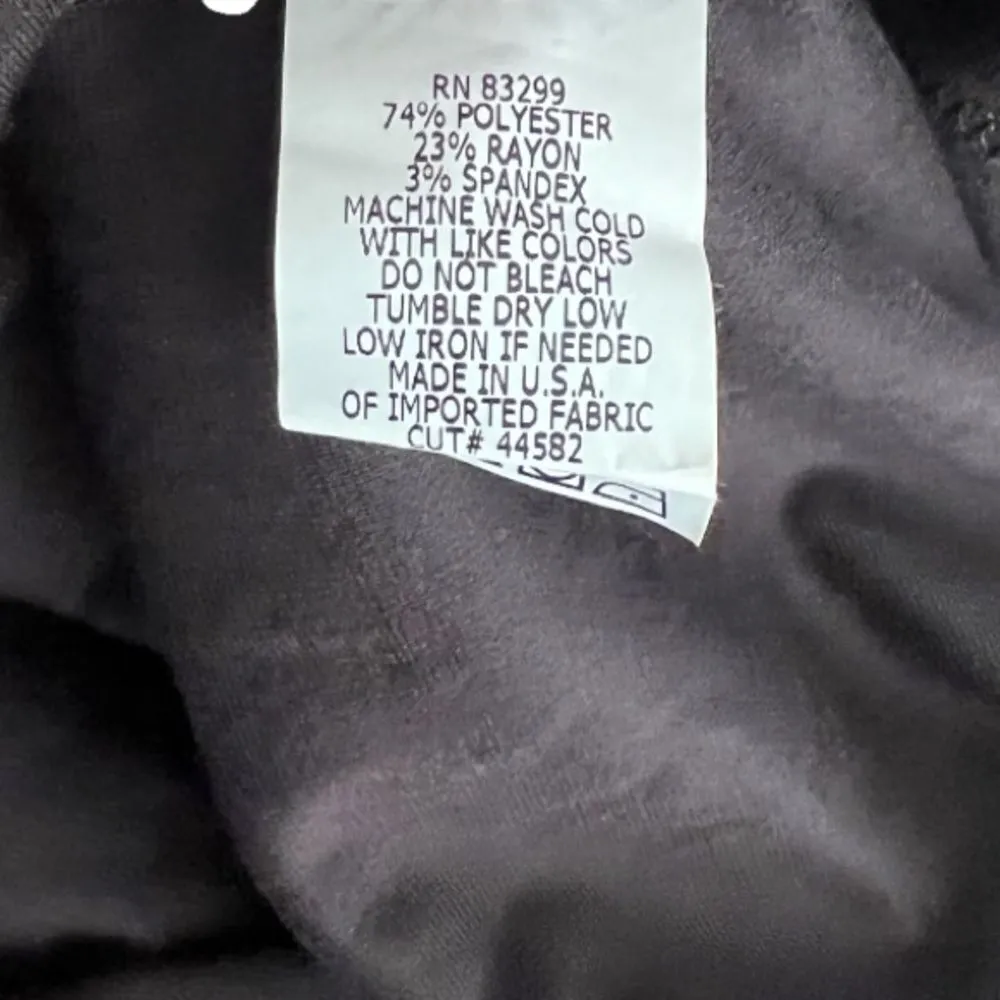 RN 83299
74% POLYESTER
23% RAYON
3% SPANDEX
MACHINE WASH COLD
WITH LIKE COLORS
DO NOT BLEACH
TUMBLE DRY LOW
LOW IRON IF NEEDED
MADE IN U.S.A.
OF IMPORTED FABRIC
CUT# 44582